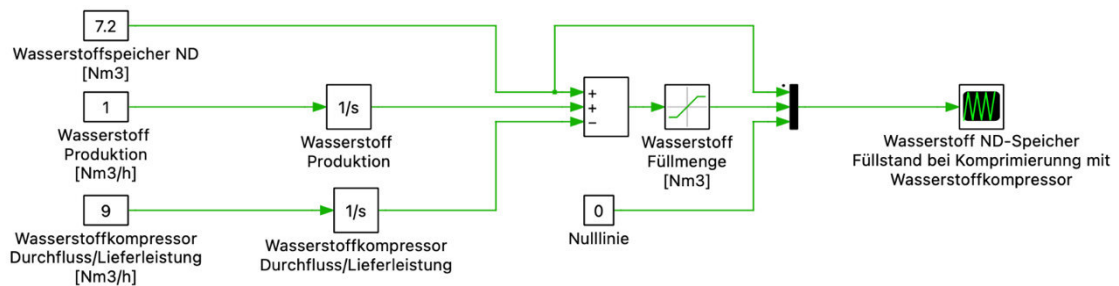 7.2
Wasserstoffspeicher ND
[Nm3]
1
Wasserstoff
Produktion
[Nm3/h]
1/s
Wasserstoff
Produktion
9
Wasserstoffkompressor
Durchfluss/Lieferleistung
[Nm3/h]
1/s
Wasserstoffkompressor
Durchfluss/Lieferleistung
+
+
−
Wasserstoff
Füllmenge
[Nm3]
0
Nulllinie
Wasserstoff ND-Speicher
Füllstand bei Komprimierung mit
Wasserstoffkompressor